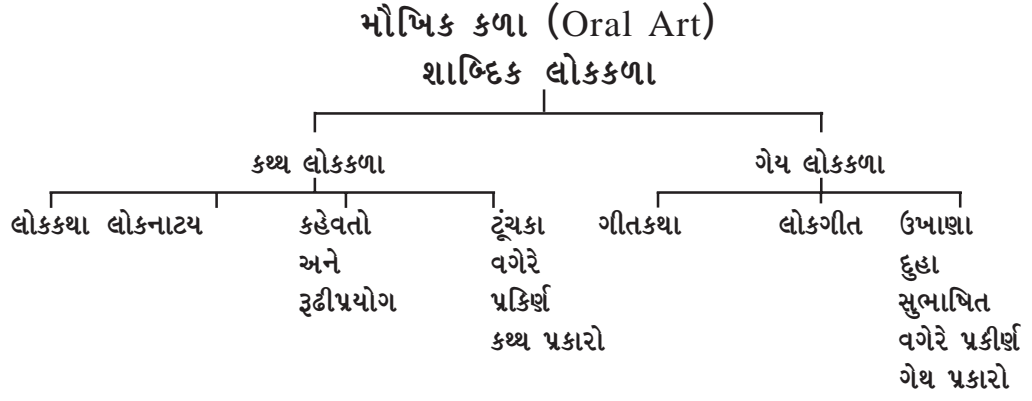 મૌખિક કળા (Oral Art)
શાબ્દિક લોકકળા
કથ્થ લોકકળા ગેય લોકકળા
લોકકથા લોકનાટય કહેવતો ટૂંચકા ગીતકથા લોકગીત ઉખાણા
અને વગેરે દુહા
રૂઢીપ્રયોગ પ્રકિર્ણ સુભાષિત
કથ્થ પ્રકારો વગેરે પ્રકીર્ણ
ગેથ પ્રકારો